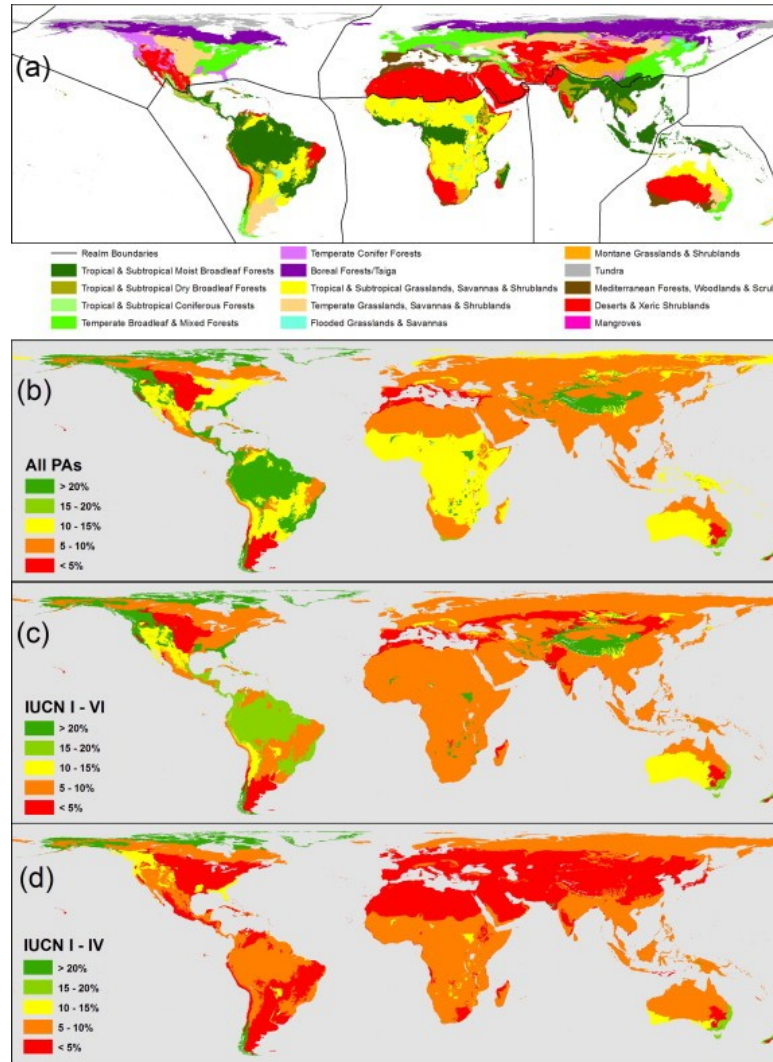 (a)
Realm Boundaries
Tropical & Subtropical Moist Broadleaf Forests
Tropical & Subtropical Dry Broadleaf Forests
Tropical & Subtropical Coniferous Forests
Temperate Broadleaf & Mixed Forests
Temperate Conifer Forests
Boreal Forests/Taiga
Tropical & Subtropical Grasslands, Savannas & Shrublands
Temperate Grasslands, Savannas & Shrublands
Flooded Grasslands & Savannas
Montane Grasslands & Shrublands
Tundra
Mediterranean Forests, Woodlands & Scrub
Deserts & Xeric Shrublands
Mangroves
(b)
All PAs
> 20%
15 - 20%
10 - 15%
5 - 10%
< 5%
(c)
IUCN I - VI
> 20%
15 - 20%
10 - 15%
5 - 10%
< 5%
(d)
IUCN I - IV
> 20%
15 - 20%
10 - 15%
5 - 10%
< 5%